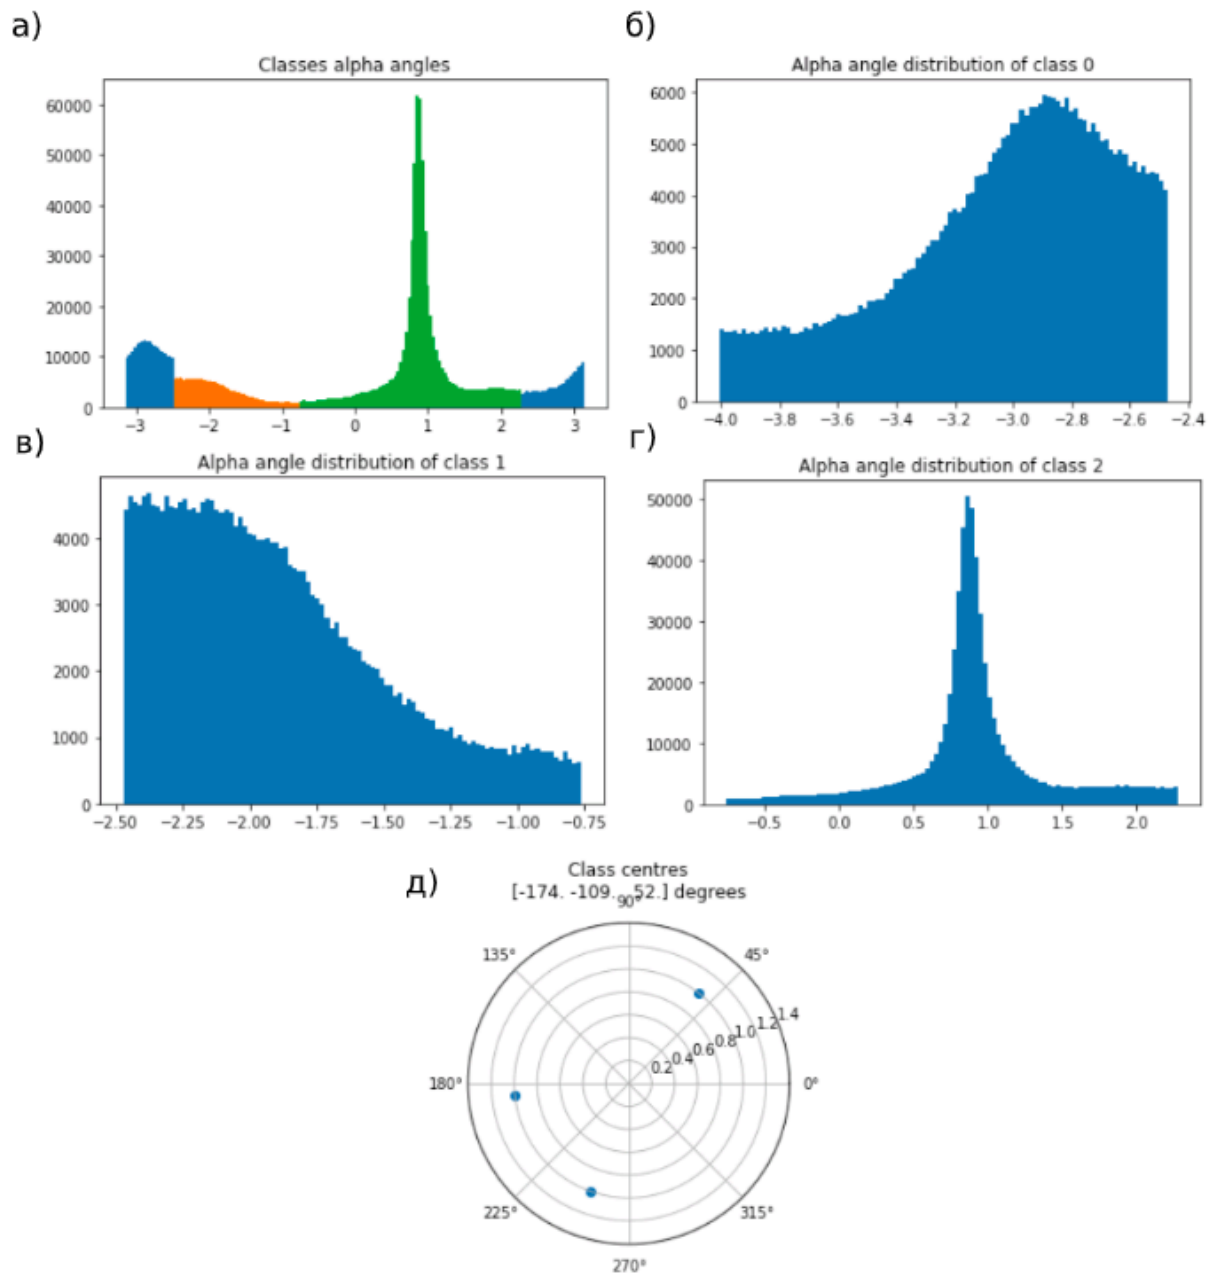 а)
Classes alpha angles
60000
50000
40000
30000
20000
10000
0
−3 −2 −1 0 1 2 3
б)
Alpha angle distribution of class 0
6000
5000
4000
3000
2000
1000
0
−4.0 −3.8 −3.6 −3.4 −3.2 −3.0 −2.8 −2.6 −2.4
в)
Alpha angle distribution of class 1
4000
3000
2000
1000
0
−2.50 −2.25 −2.00 −1.75 −1.50 −1.25 −1.00 −0.75
г)
Alpha angle distribution of class 2
50000
40000
30000
20000
10000
0
−0.5 0.0 0.5 1.0 1.5 2.0
д)
Class centres
[-174. -109. 52.] degrees
90°
135° 45°
0.2 0.4 0.6 0.8 1.0 1.2 1.4
180° 0°
225° 315°
270°